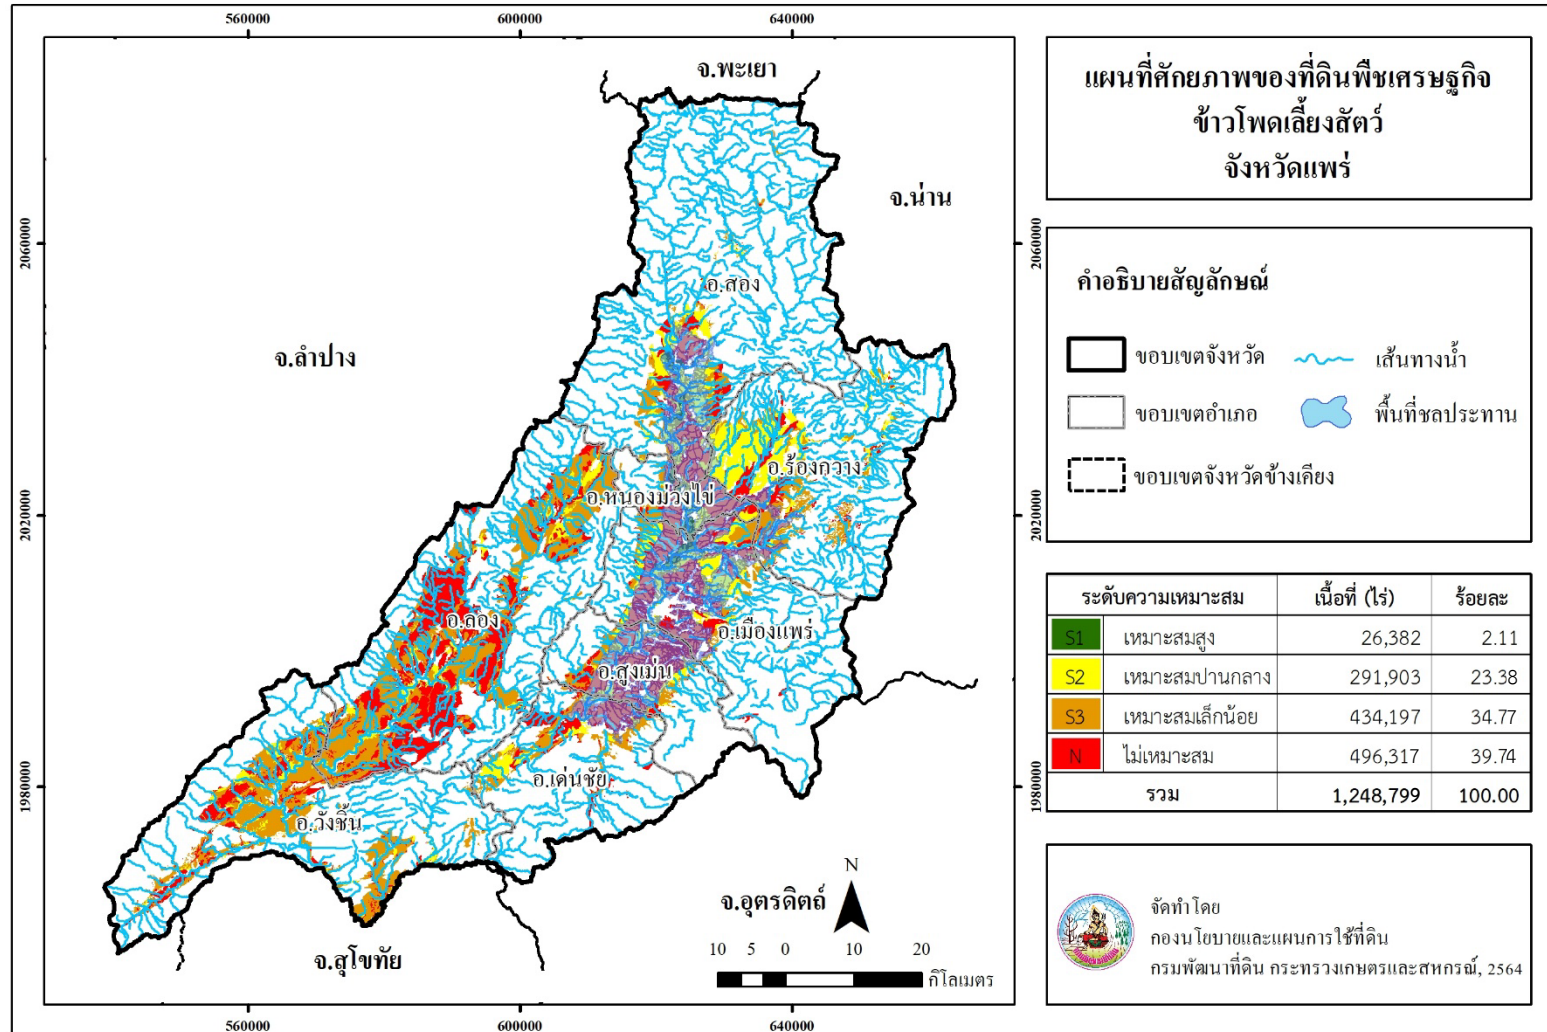 560000
600000
640000
แผนที่ศักยภาพของที่ดินพืชเศรษฐกิจ
ข้าวโพดเลี้ยงสัตว์
จังหวัดแพร่
จ.พะเยา
จ.น่าน
2060000
2060000
อ.สอง
คำอธิบายสัญลักษณ์
จ.ลำปาง
ขอบเขตจังหวัด
เส้นทางน้ำ
ขอบเขตอำเภอ
พื้นที่ชลประทาน
ขอบเขตจังหวัดข้างเคียง
อ.ร้องกวาง
อ.หนองม่วงไข่
2020000
2020000
ระดับความเหมาะสม เนื้อที่ (ไร่) ร้อยละ
S1 เหมาะสมสูง 26,382 2.11
S2 เหมาะสมปานกลาง 291,903 23.38
S3 เหมาะสมเล็กน้อย 434,197 34.77
N ไม่เหมาะสม 496,317 39.74
รวม 1,248,799 100.00
อ.ลอง
อ.เมืองแพร่
อ.สูงเม่น
อ.เด่นชัย
1980000
1980000
อ.วังชิ้น
N
จ.อุตรดิตถ์
จ.สุโขทัย
10 5 0 10 20
กิโลเมตร
จัดทำโดย
กองนโยบายและแผนการใช้ที่ดิน
กรมพัฒนาที่ดิน กระทรวงเกษตรและสหกรณ์, 2564
560000
600000
640000